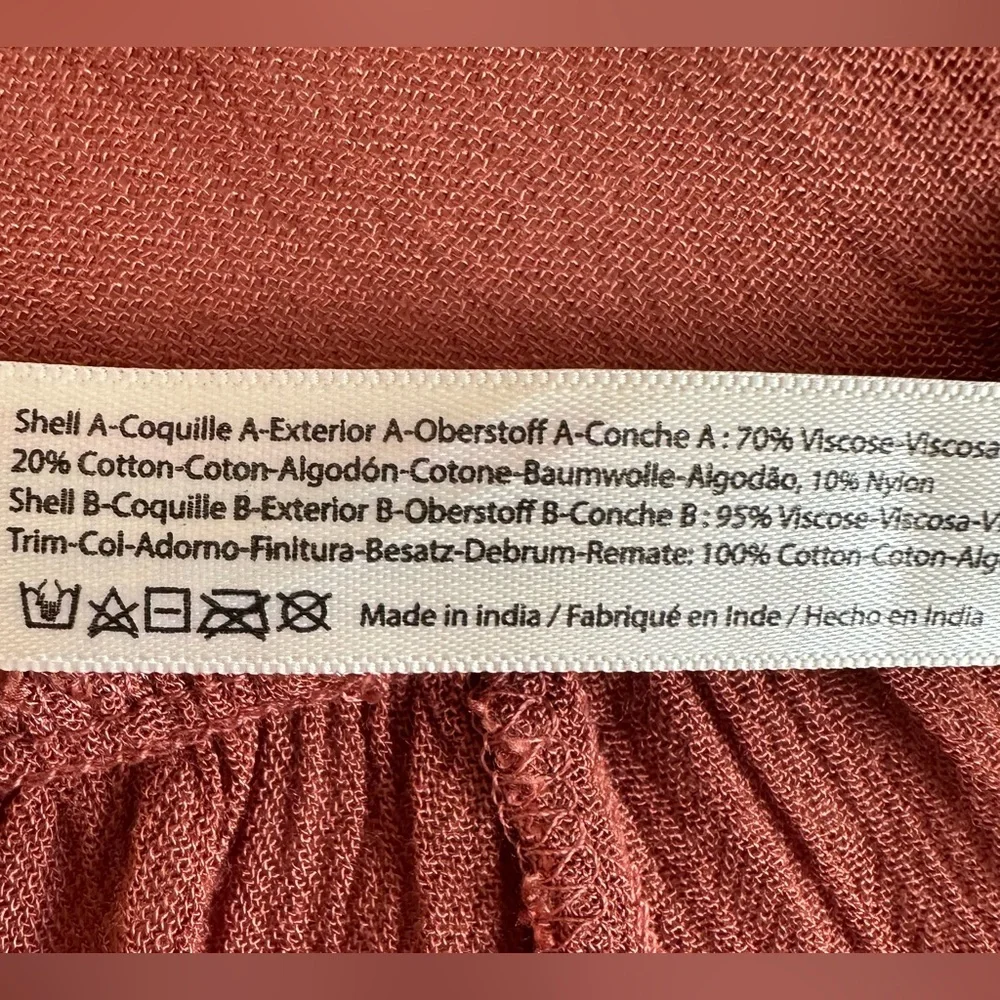 Shell A-Coquille A-Exterior A-Oberstoff A-Conche A : 70% Viscose-Viscosa
20% Cotton-Coton-Algodón-Cotone-Baumwolle-Algodão, 10% Nylon
Shell B-Coquille B-Exterior B-Oberstoff B-Conche B : 95% Viscose-Viscosa-V
Trim-Col-Adorno-Finitura-Besatz-Debrum-Remate: 100% Cotton-Coton-Alg
Made in india / Fabriqué en Inde / Hecho en India